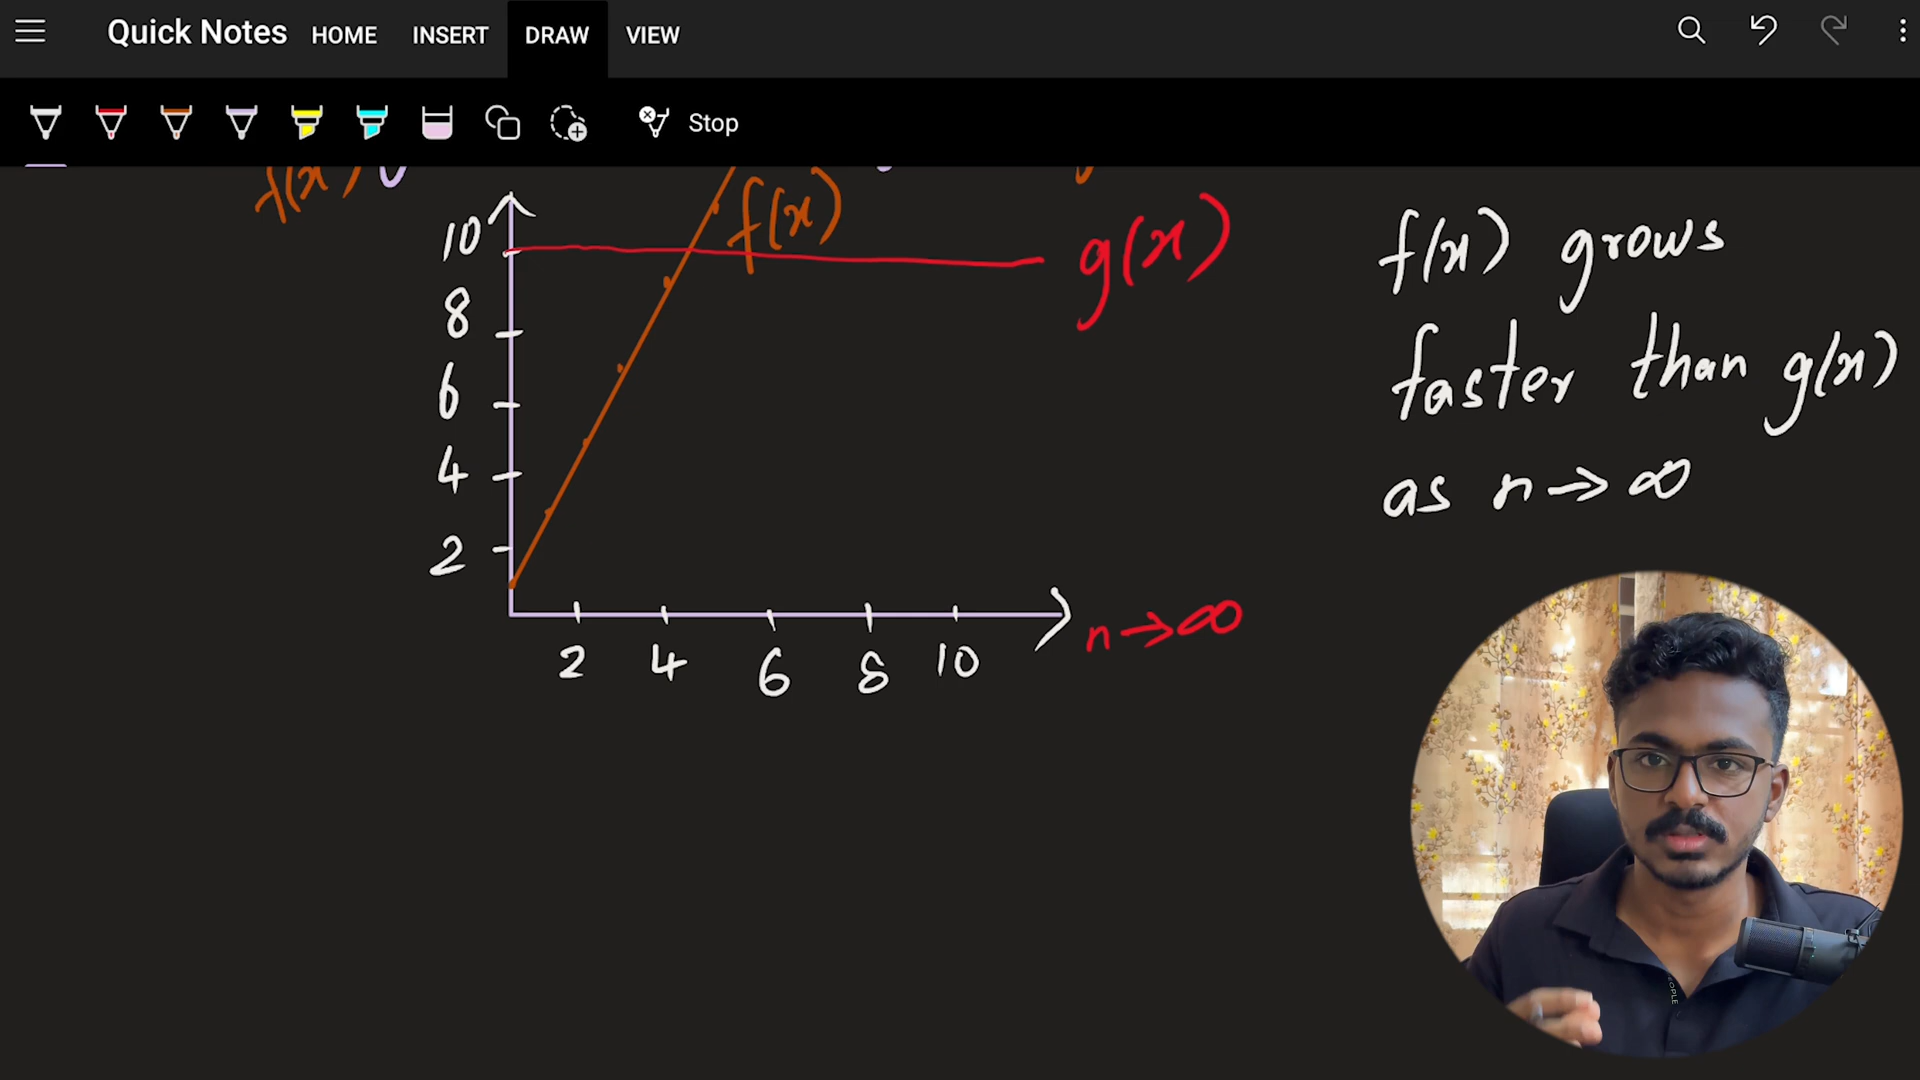 Quick Notes HOME INSERT DRAW VIEW
Stop
f(x)
f(x)
g(x)
10
8
6
4
2
2 4 6 8 10
n→∞
f(x) grows
faster than g(x)
as n→∞